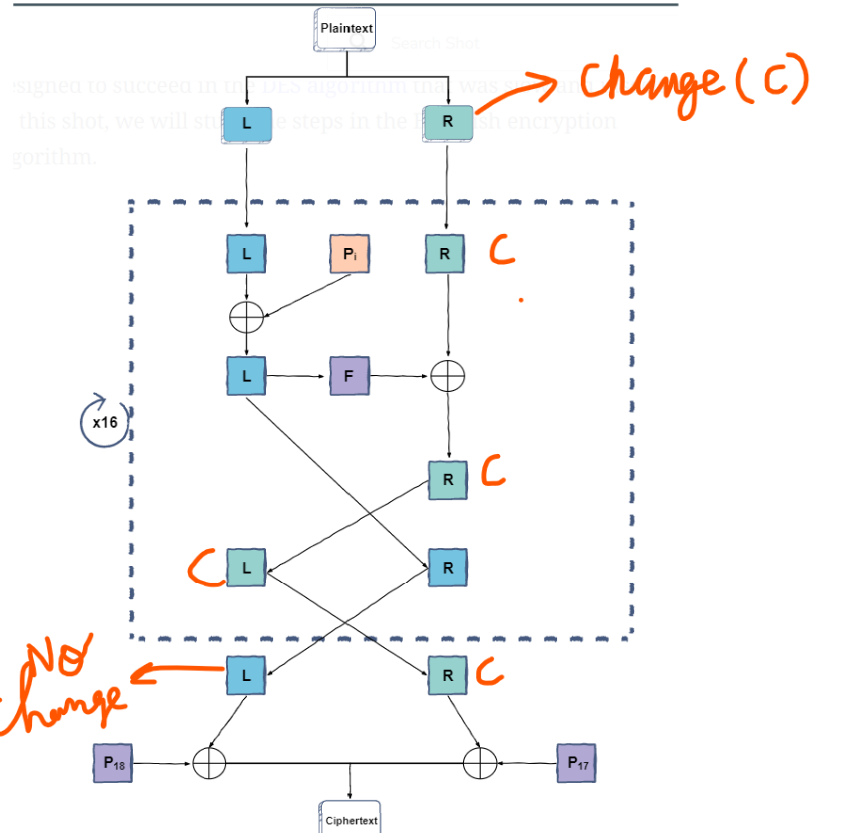 Plaintext
Search Shot
signed to succeed in the DES algorithm that was
Change (C)
L
R
this shot, we will
steps in the
sh encryption
gorithm.
L
Pi
R
C
L
F
x16
R
C
C
L
R
No
Change
L
R
C
P18
P17
Ciphertext